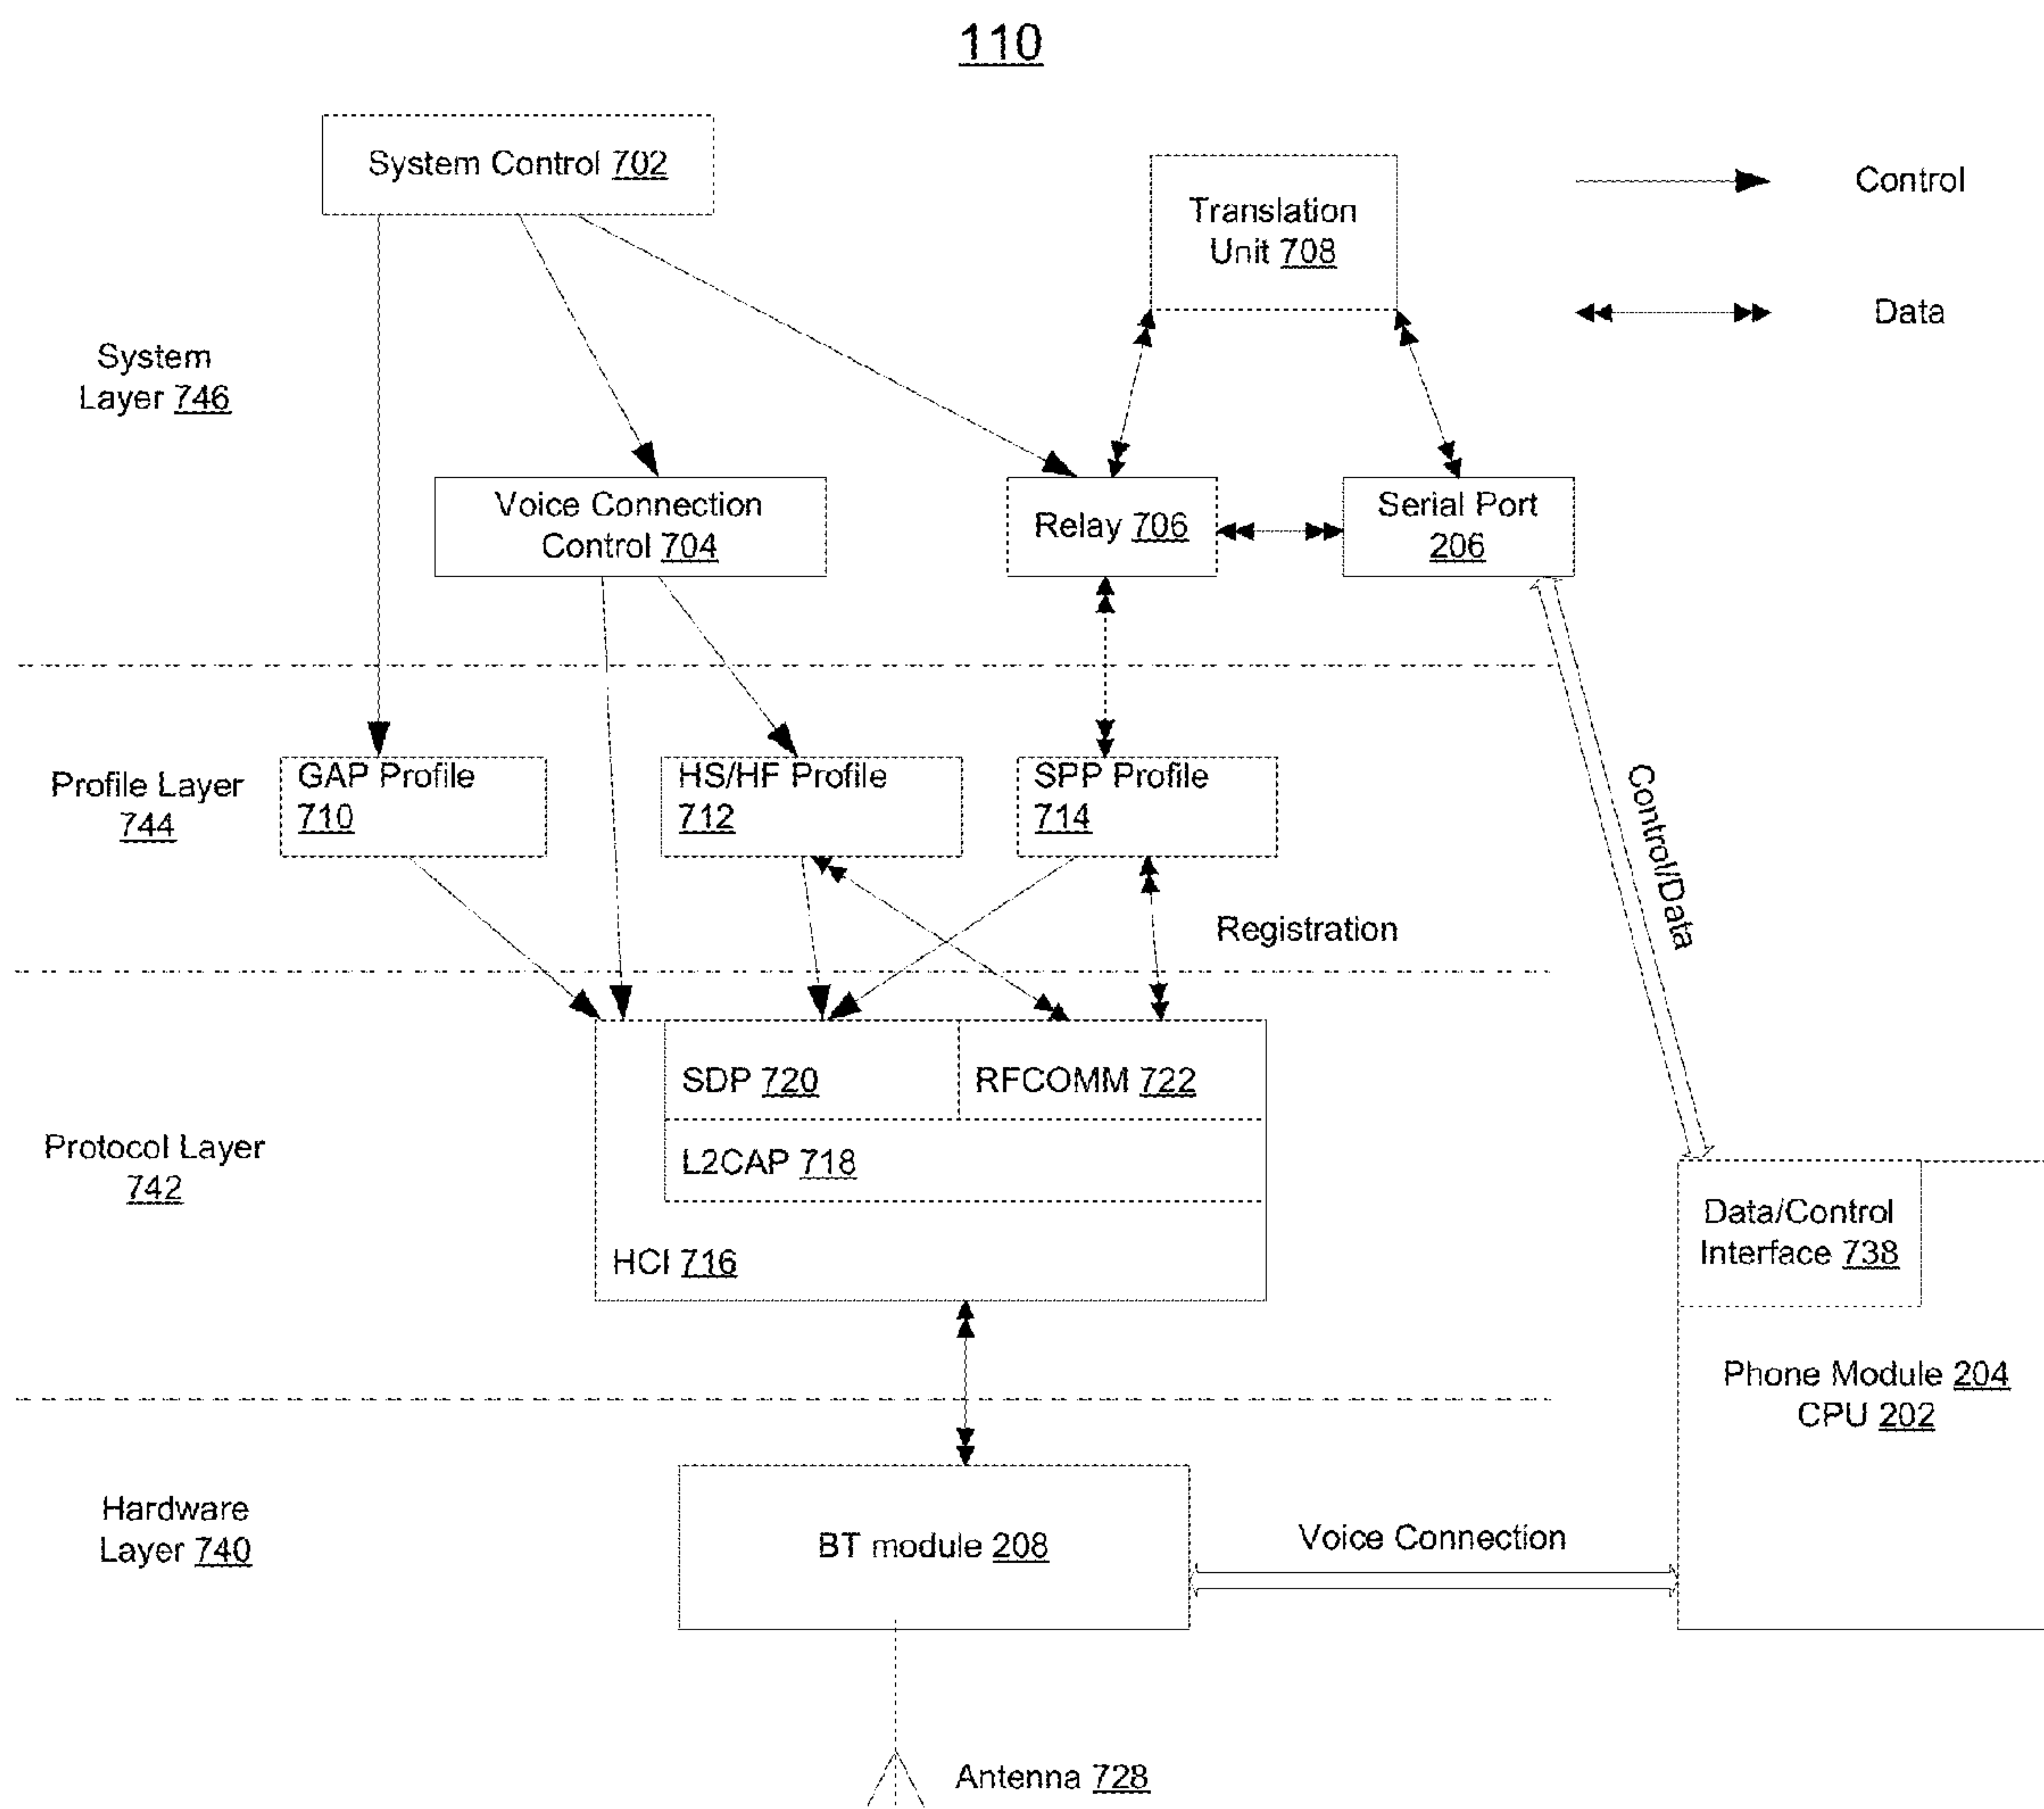 110
System Control 702
Translation
Unit 708
Control
Data
System
Layer 746
Voice Connection
Control 704
Relay 706
Serial Port
206
Profile Layer
744
GAP Profile
710
HS/HF Profile
712
SPP Profile
714
Control/Data
Registration
Protocol Layer
742
SDP 720
RFCOMM 722
L2CAP 718
HCI 716
Data/Control
Interface 738
Phone Module 204
CPU 202
Hardware
Layer 740
BT module 208
Voice Connection
Antenna 728